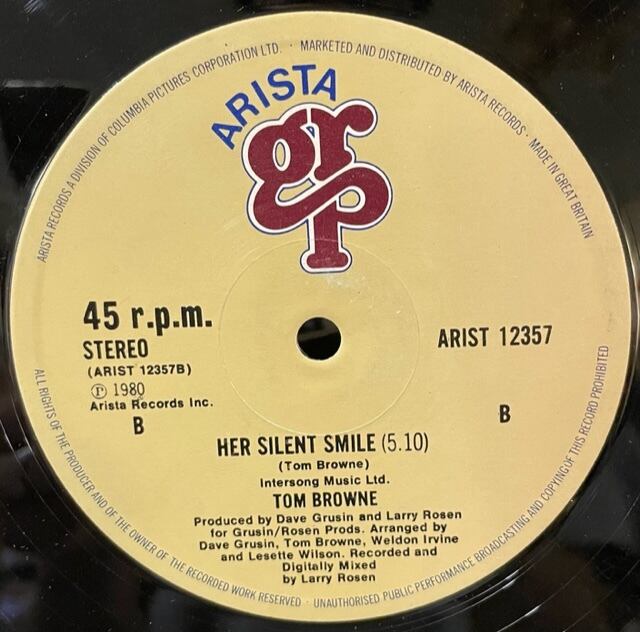 ARISTA RECORDS A DIVISION OF COLUMBIA PICTURES CORPORATION LTD. · MARKETED AND DISTRIBUTED BY ARISTA RECORDS · MADE IN GREAT BRITAIN
ARISTA
grp
45 r.p.m.
STEREO
(ARIST 12357B)
Ⓟ 1980
Arista Records Inc.
B
ARIST 12357
B
HER SILENT SMILE (5.10)
(Tom Browne)
Intersong Music Ltd.
TOM BROWNE
Produced by Dave Grusin and Larry Rosen
for Grusin/Rosen Prods. Arranged by
Dave Grusin, Tom Browne, Weldon Irvine
and Lesette Wilson. Recorded and
Digitally Mixed
by Larry Rosen
ALL RIGHTS OF THE PRODUCER AND OF THE OWNER OF THE RECORDED WORK RESERVED · UNAUTHORISED PUBLIC PERFORMANCE BROADCASTING AND COPYING OF THIS RECORD PROHIBITED